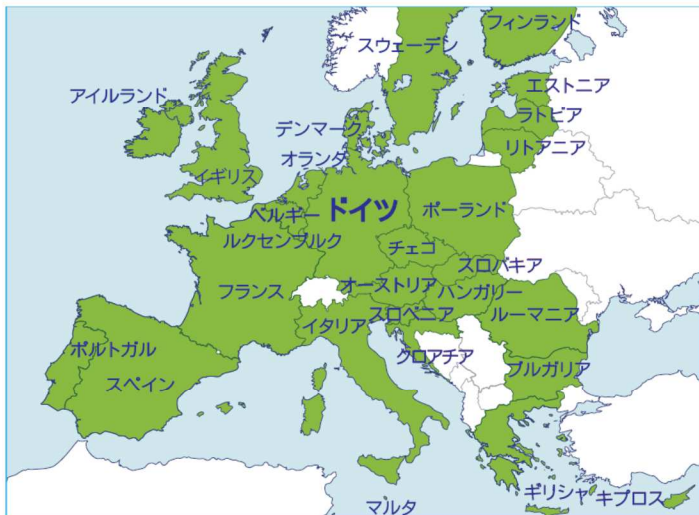 フィンランド
スウェーデン
エストニア
アイルランド
ラトビア
デンマーク
リトアニア
オランダ
イギリス
ベルギー
ドイツ
ポーランド
ルクセンブルク
チェコ
スロバキア
フランス
オーストリア
ハンガリー
スロベニア
ルーマニア
イタリア
ポルトガル
クロアチア
ブルガリア
スペイン
ギリシャ
キプロス
マルタ